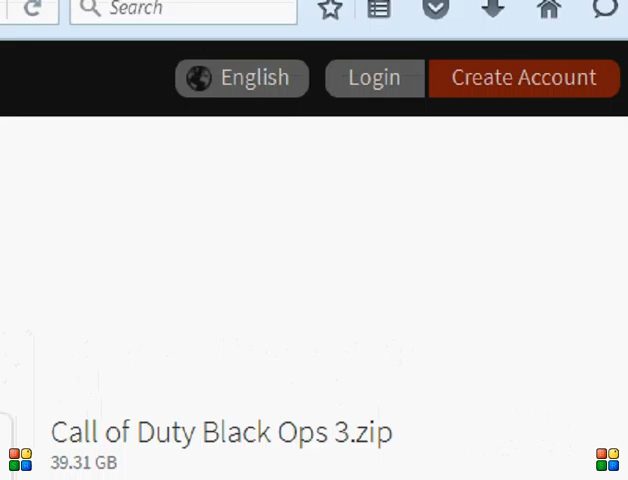 Search
English
Login
Create Account
Call of Duty Black Ops 3.zip
39.31 GB